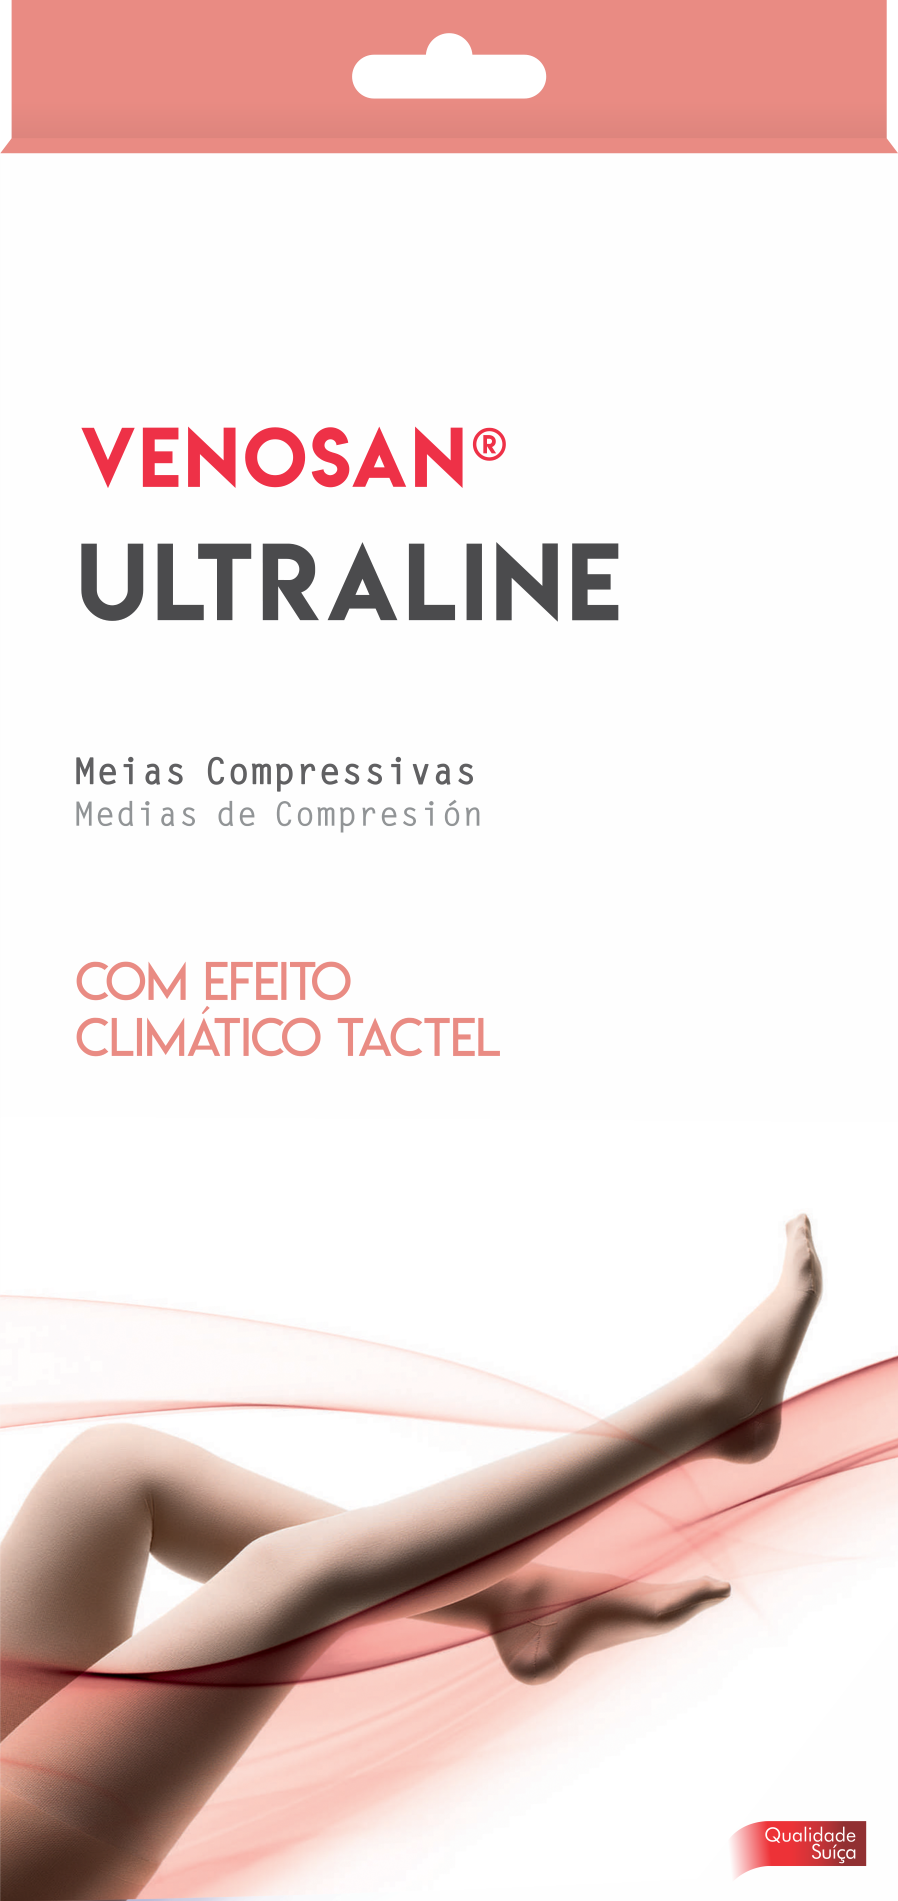 VENOSAN®
ULTRALINE
Meias Compressivas
Medias de Compresión
COM EFEITO
CLIMÁTICO TACTEL
Qualidade
Suíça